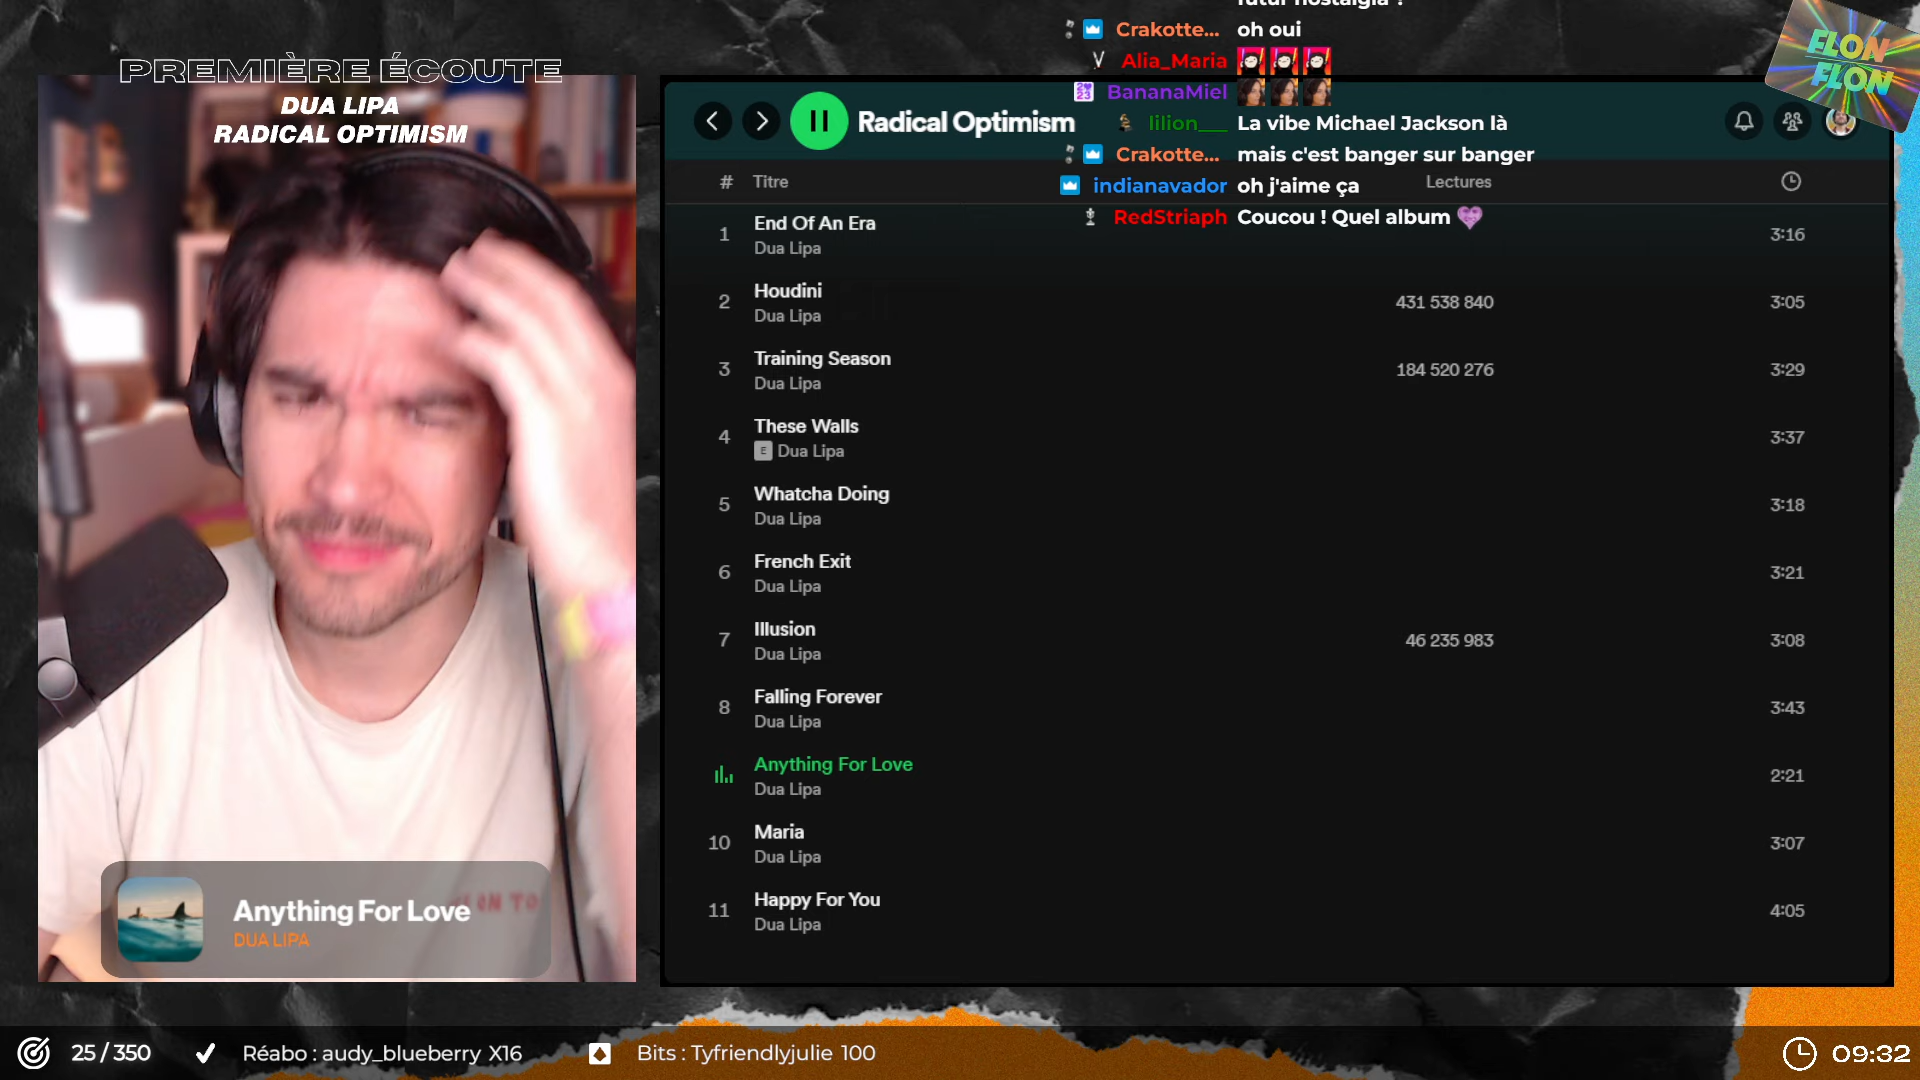 PREMIÈRE ÉCOUTE
DUA LIPA
RADICAL OPTIMISM
futur nostalgia ?
Crakotte... oh oui
Alia_Maria
BananaMiel
lilion___ La vibe Michael Jackson là
Crakotte... mais c'est banger sur banger
indianavador oh j'aime ça
RedStriaph Coucou ! Quel album
FLON
FLON
Radical Optimism
# Titre Lectures
1 End Of An Era 3:16
Dua Lipa
2 Houdini 431 538 840 3:05
Dua Lipa
3 Training Season 184 520 276 3:29
Dua Lipa
4 These Walls 3:37
E Dua Lipa
5 Whatcha Doing 3:18
Dua Lipa
6 French Exit 3:21
Dua Lipa
7 Illusion 46 235 983 3:08
Dua Lipa
8 Falling Forever 3:43
Dua Lipa
Anything For Love 2:21
Dua Lipa
10 Maria 3:07
Dua Lipa
11 Happy For You 4:05
Dua Lipa
Anything For Love
DUA LIPA
25 / 350
Réabo : audy_blueberry X16
Bits : Tyfriendlyjulie 100
09:32